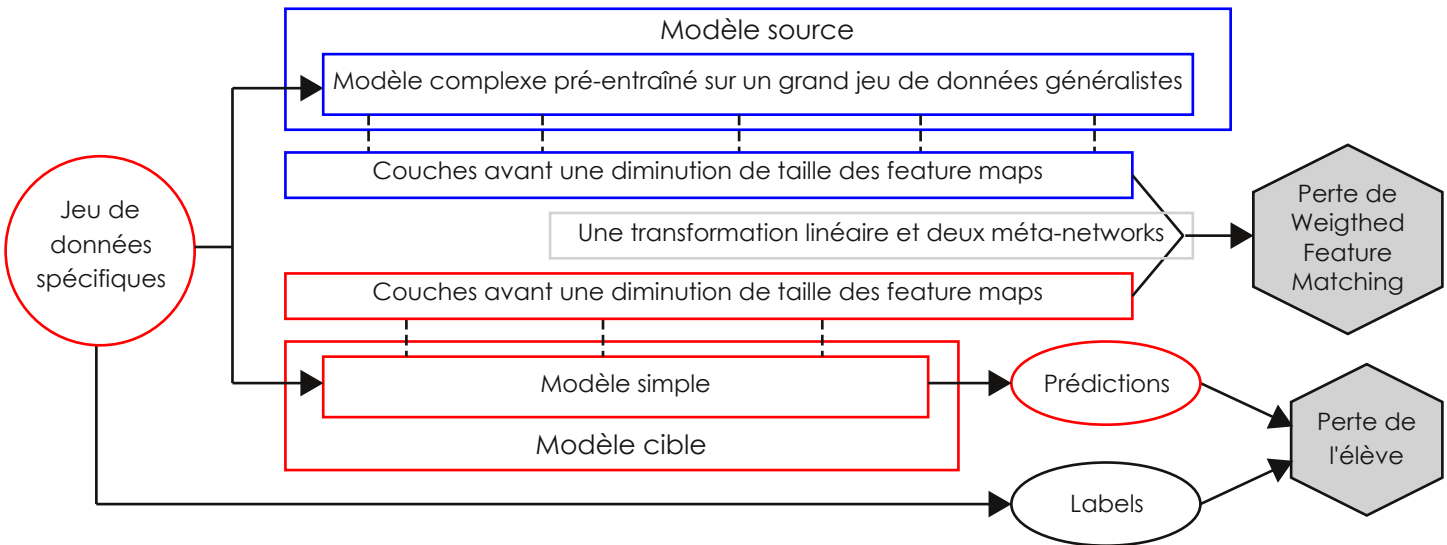 Modèle source
Modèle complexe pré-entraîné sur un grand jeu de données généralistes
Couches avant une diminution de taille des feature maps
Jeu de
données
spécifiques
Une transformation linéaire et deux méta-networks
Perte de
Weigthed
Feature
Matching
Couches avant une diminution de taille des feature maps
Modèle simple
Modèle cible
Prédictions
Labels
Perte de
l'élève